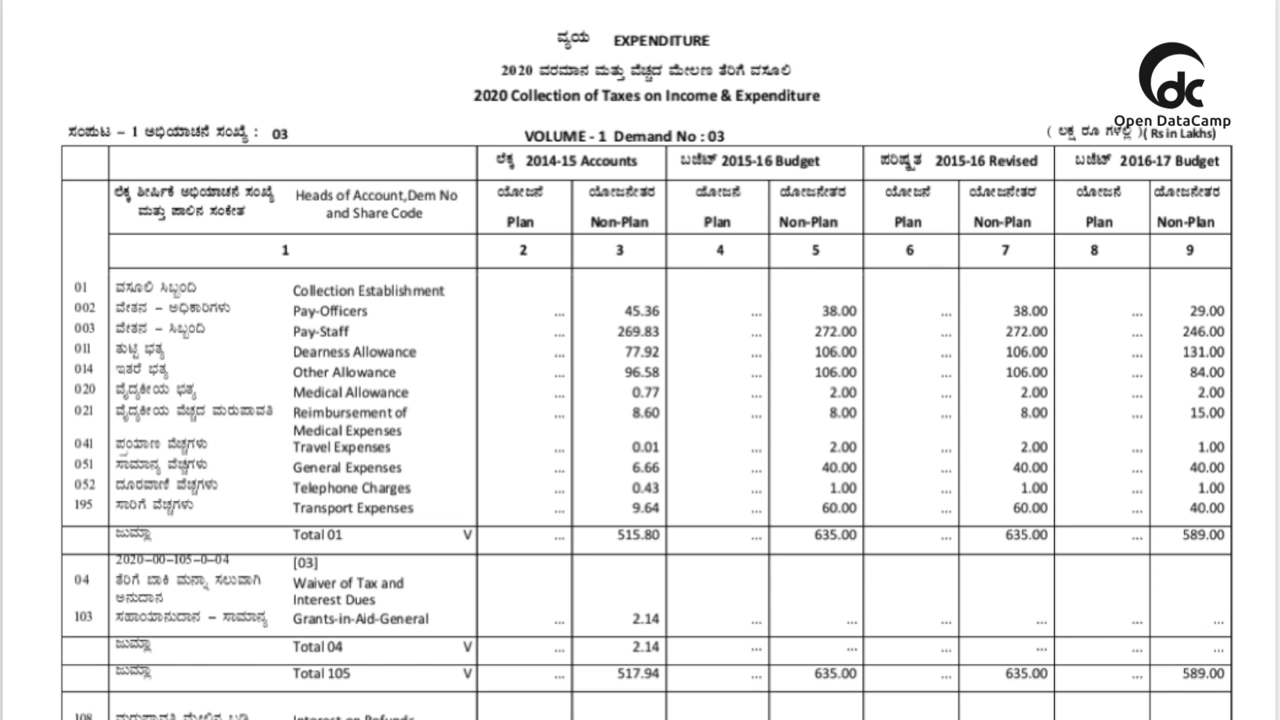 ವ್ಯಯ EXPENDITURE
2020 ವರಮಾನ ಮತ್ತು ವೆಚ್ಚದ ಮೇಲಣ ತೆರಿಗೆ ವಸೂಲಿ
2020 Collection of Taxes on Income & Expenditure
dc
Open DataCamp
ಸಂಪುಟ – 1 ಅಭಿಯಾಚನೆ ಸಂಖ್ಯೆ : 03 VOLUME - 1 Demand No : 03 ( ಲಕ್ಷ ರೂ ಗಳಲ್ಲಿ ) ( Rs in Lakhs)
ಲೆಕ್ಕ 2014-15 Accounts ಬಜೆಟ್ 2015-16 Budget ಪರಿಷ್ಕೃತ 2015-16 Revised ಬಜೆಟ್ 2016-17 Budget
ಲೆಕ್ಕ ಶೀರ್ಷಿಕೆ ಅಭಿಯಾಚನೆ ಸಂಖ್ಯೆ Heads of Account,Dem No ಯೋಜನೆ ಯೋಜನೇತರ ಯೋಜನೆ ಯೋಜನೇತರ ಯೋಜನೆ ಯೋಜನೇತರ ಯೋಜನೆ ಯೋಜನೇತರ
ಮತ್ತು ಪಾಲಿನ ಸಂಕೇತ and Share Code Plan Non-Plan Plan Non-Plan Plan Non-Plan Plan Non-Plan
1 2 3 4 5 6 7 8 9
01 ವಸೂಲಿ ಸಿಬ್ಬಂದಿ Collection Establishment
002 ವೇತನ – ಅಧಿಕಾರಿಗಳು Pay-Officers ... 45.36 ... 38.00 ... 38.00 ... 29.00
003 ವೇತನ – ಸಿಬ್ಬಂದಿ Pay-Staff ... 269.83 ... 272.00 ... 272.00 ... 246.00
011 ತುಟ್ಟಿ ಭತ್ಯ Dearness Allowance ... 77.92 ... 106.00 ... 106.00 ... 131.00
014 ಇತರೆ ಭತ್ಯ Other Allowance ... 96.58 ... 106.00 ... 106.00 ... 84.00
020 ವೈದ್ಯಕೀಯ ಭತ್ಯ Medical Allowance ... 0.77 ... 2.00 ... 2.00 ... 2.00
021 ವೈದ್ಯಕೀಯ ವೆಚ್ಚದ ಮರುಪಾವತಿ Reimbursement of ... 8.60 ... 8.00 ... 8.00 ... 15.00
Medical Expenses
041 ಪ್ರಯಾಣ ವೆಚ್ಚಗಳು Travel Expenses ... 0.01 ... 2.00 ... 2.00 ... 1.00
051 ಸಾಮಾನ್ಯ ವೆಚ್ಚಗಳು General Expenses ... 6.66 ... 40.00 ... 40.00 ... 40.00
052 ದೂರವಾಣಿ ವೆಚ್ಚಗಳು Telephone Charges ... 0.43 ... 1.00 ... 1.00 ... 1.00
195 ಸಾರಿಗೆ ವೆಚ್ಚಗಳು Transport Expenses ... 9.64 ... 60.00 ... 60.00 ... 40.00
ಜುಮ್ಲಾ Total 01 V ... 515.80 ... 635.00 ... 635.00 ... 589.00
2020-00-105-0-04 [03]
04 ತೆರಿಗೆ ಬಾಕಿ ಮನ್ನಾ ಸಲುವಾಗಿ Waiver of Tax and
ಅನುದಾನ Interest Dues
103 ಸಹಾಯಾನುದಾನ – ಸಾಮಾನ್ಯ Grants-in-Aid-General ... 2.14 ... ... ... ... ... ...
ಜುಮ್ಲಾ Total 04 V ... 2.14 ... ... ... ... ... ...
ಜುಮ್ಲಾ Total 105 V ... 517.94 ... 635.00 ... 635.00 ... 589.00
108 ಮರುಪಾವತಿ ಮೇಲಿನ ಬಡ್ಡಿ Interest on Refunds